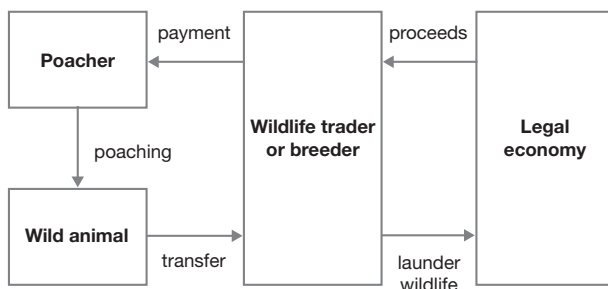 payment
proceeds
Poacher
Wildlife trader
or breeder
Legal
economy
poaching
Wild animal
transfer
launder
wildlife